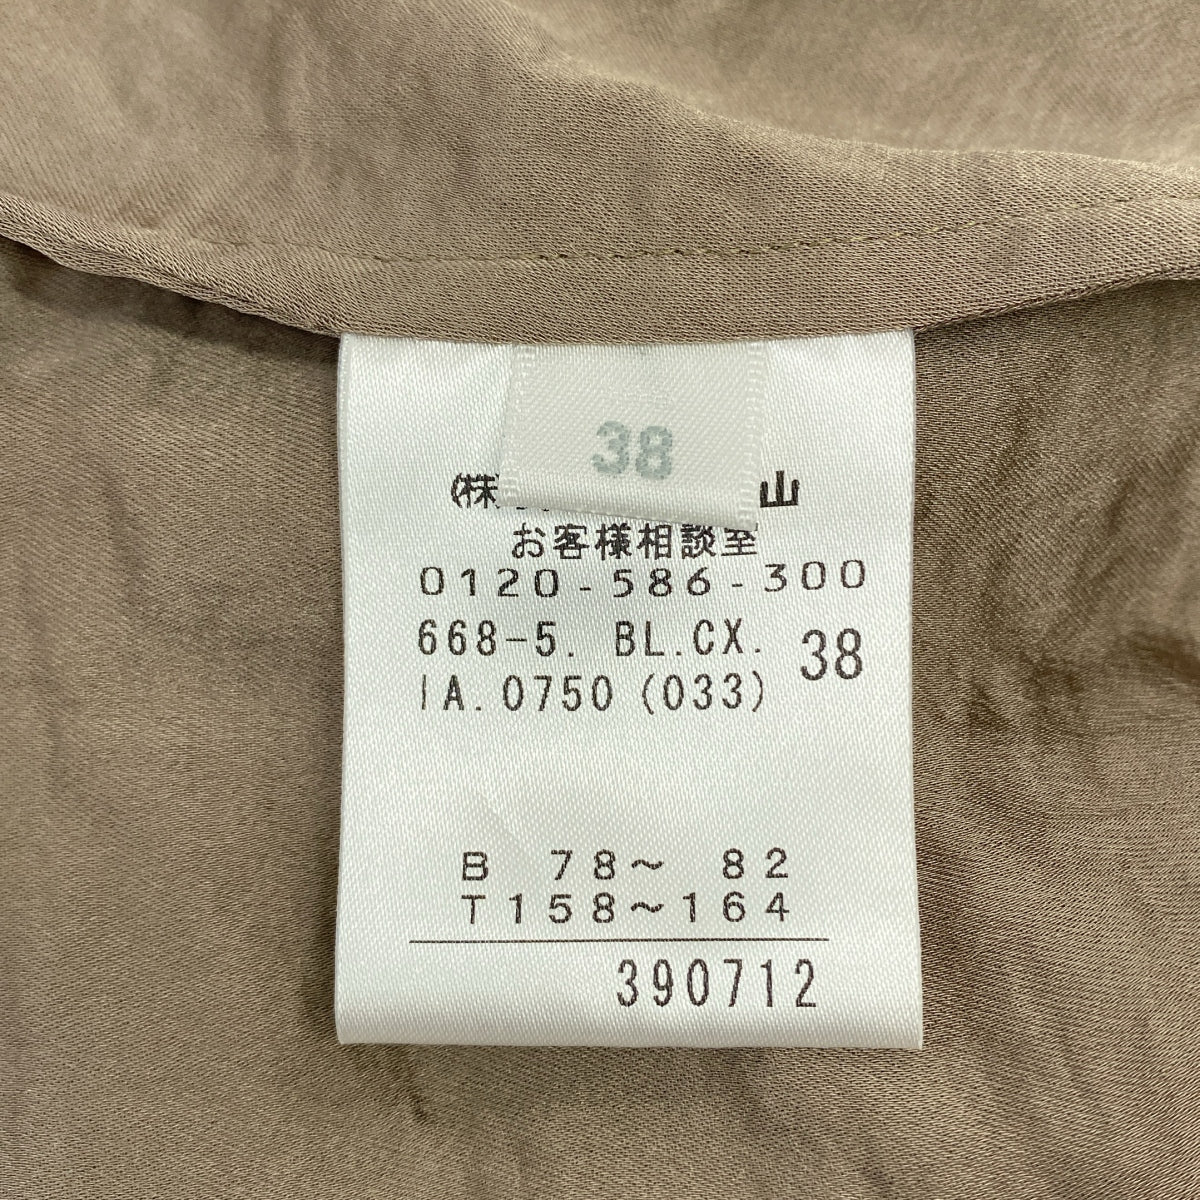 38
(株) 山
お客様相談室
0120-586-300
668-5. BL.CX.
38
IA.0750 (033)
B 78～ 82
T158～164
390712